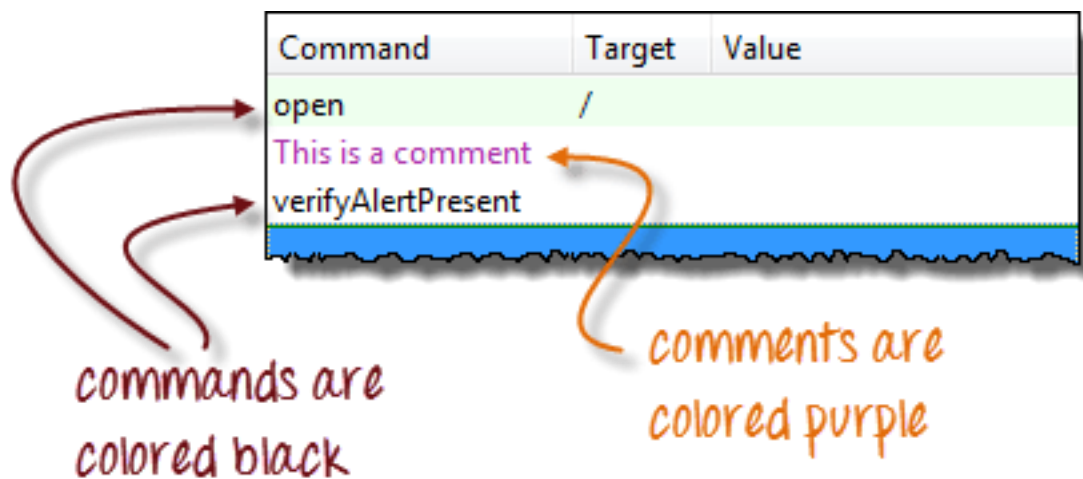 Command Target Value
open /
This is a comment
verifyAlertPresent
commands are
colored black
comments are
colored purple